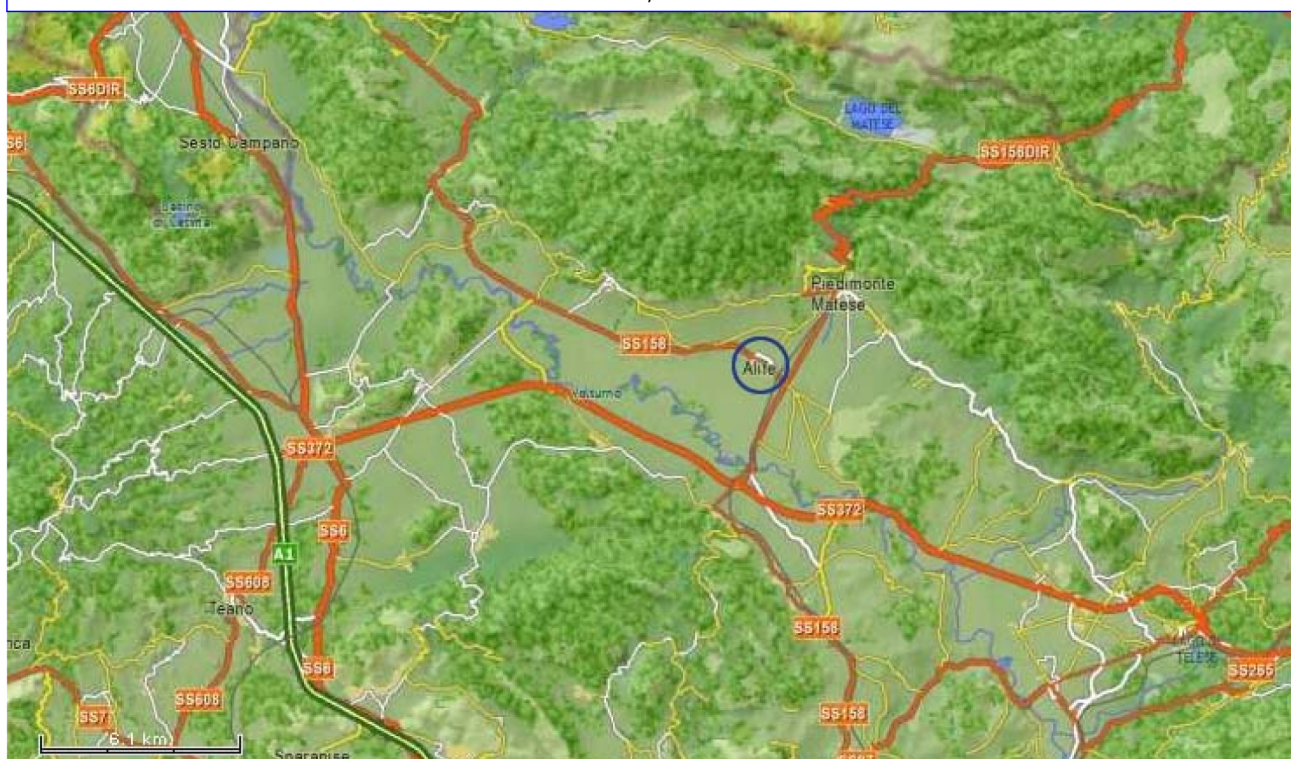 SS6DIR
LAGO DEL
MATESE
Sesto Campano
SS158DIR
Piedimonte
Matese
SS158
Alife
Volturno
SS372
SS372
SS6
A1
SS608
Teano
SS158
SS6
TELESE
SS265
SS608
SS7
SS158
6.1 km